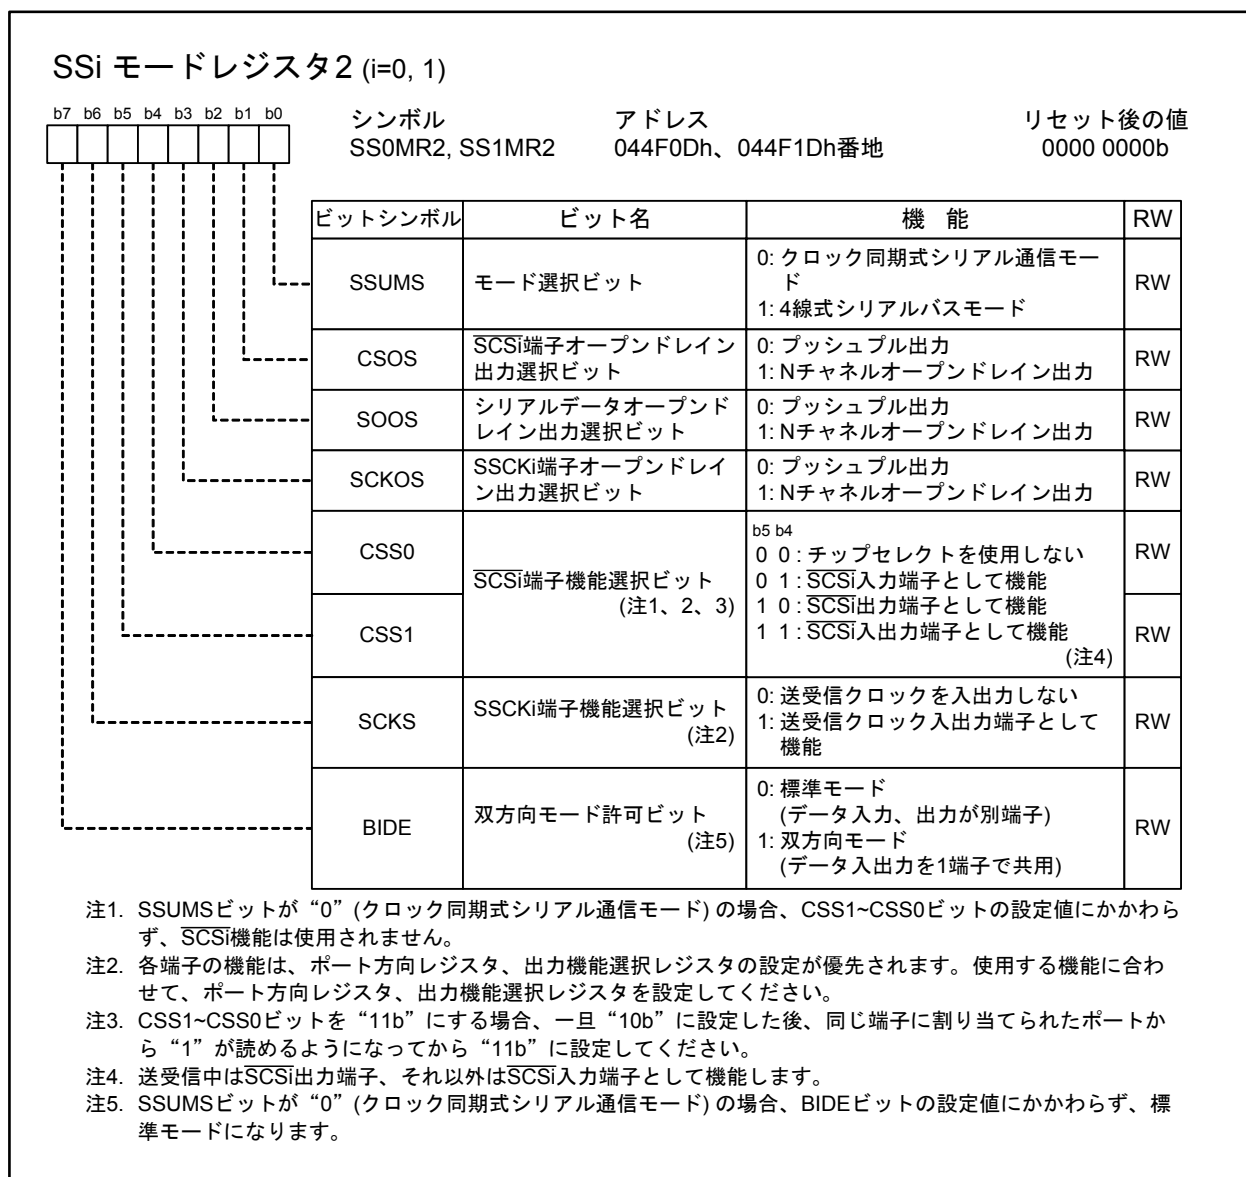 SSi モードレジスタ2 (i=0, 1)
b7 b6 b5 b4 b3 b2 b1 b0
シンボル アドレス リセット後の値
SS0MR2, SS1MR2 044F0Dh、044F1Dh番地 0000 0000b
ビットシンボル ビット名 機 能 RW
SSUMS モード選択ビット 0: クロック同期式シリアル通信モー
ド
1: 4線式シリアルバスモード RW
CSOS SCSi端子オープンドレイン
出力選択ビット 0: プッシュプル出力
1: Nチャネルオープンドレイン出力 RW
SOOS シリアルデータオープンド
レイン出力選択ビット 0: プッシュプル出力
1: Nチャネルオープンドレイン出力 RW
SCKOS SSCKi端子オープンドレイ
ン出力選択ビット 0: プッシュプル出力
1: Nチャネルオープンドレイン出力 RW
CSS0 RW
CSS1 RW
SCSi端子機能選択ビット
(注1、2、3)
b5 b4
0 0 : チップセレクトを使用しない
0 1 : SCSi入力端子として機能
1 0 : SCSi出力端子として機能
1 1 : SCSi入出力端子として機能
(注4)
SCKS SSCKi端子機能選択ビット
(注2) 0: 送受信クロックを入出力しない
1: 送受信クロック入出力端子として
機能 RW
BIDE 双方向モード許可ビット
(注5) 0: 標準モード
(データ入力、出力が別端子)
1: 双方向モード
(データ入出力を1端子で共用) RW
注1. SSUMSビットが“0”(クロック同期式シリアル通信モード) の場合、CSS1~CSS0ビットの設定値にかかわら
ず、SCSi機能は使用されません。
注2. 各端子の機能は、ポート方向レジスタ、出力機能選択レジスタの設定が優先されます。使用する機能に合わ
せて、ポート方向レジスタ、出力機能選択レジスタを設定してください。
注3. CSS1~CSS0ビットを“11b”にする場合、一旦“10b”に設定した後、同じ端子に割り当てられたポートか
ら“1”が読めるようになってから“11b”に設定してください。
注4. 送受信中はSCSi出力端子、それ以外はSCSi入力端子として機能します。
注5. SSUMSビットが“0”(クロック同期式シリアル通信モード) の場合、BIDEビットの設定値にかかわらず、標
準モードになります。